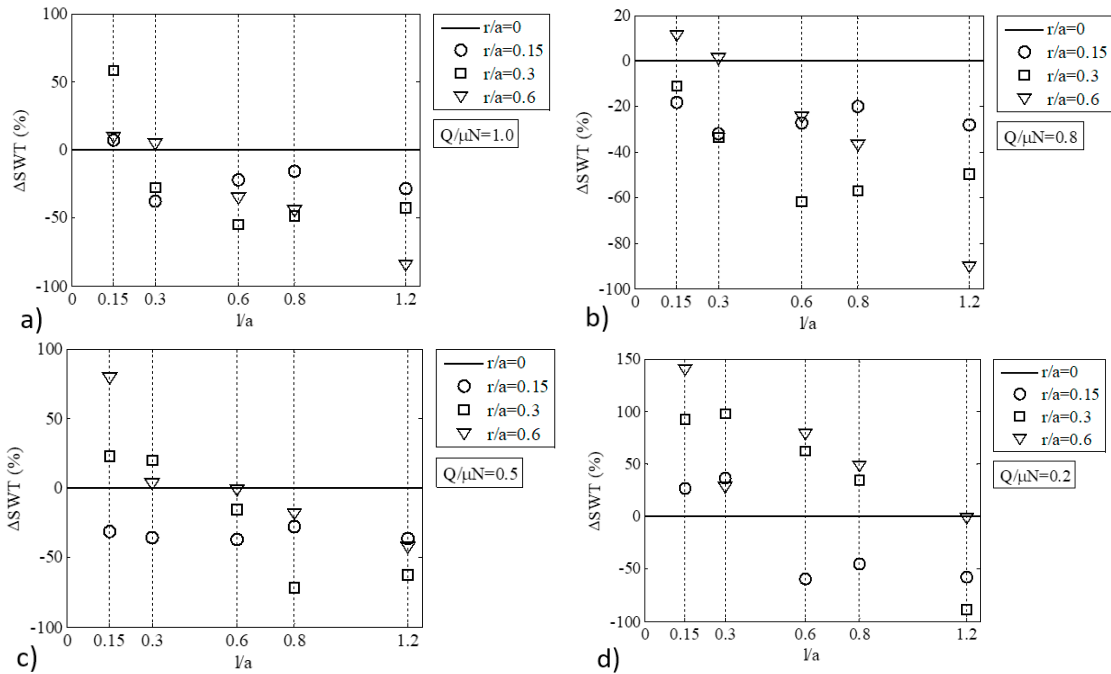 100
50
0
-50
-100
ΔSWT (%)
0 0.15 0.3 0.6 0.8 1.2
l/a
a)
r/a=0
r/a=0.15
r/a=0.3
r/a=0.6
Q/μN=1.0
20
0
-20
-40
-60
-80
-100
ΔSWT (%)
0 0.15 0.3 0.6 0.8 1.2
l/a
b)
r/a=0
r/a=0.15
r/a=0.3
r/a=0.6
Q/μN=0.8
100
50
0
-50
-100
ΔSWT (%)
0 0.15 0.3 0.6 0.8 1.2
l/a
c)
r/a=0
r/a=0.15
r/a=0.3
r/a=0.6
Q/μN=0.5
150
100
50
0
-50
-100
ΔSWT (%)
0 0.15 0.3 0.6 0.8 1.2
l/a
d)
r/a=0
r/a=0.15
r/a=0.3
r/a=0.6
Q/μN=0.2